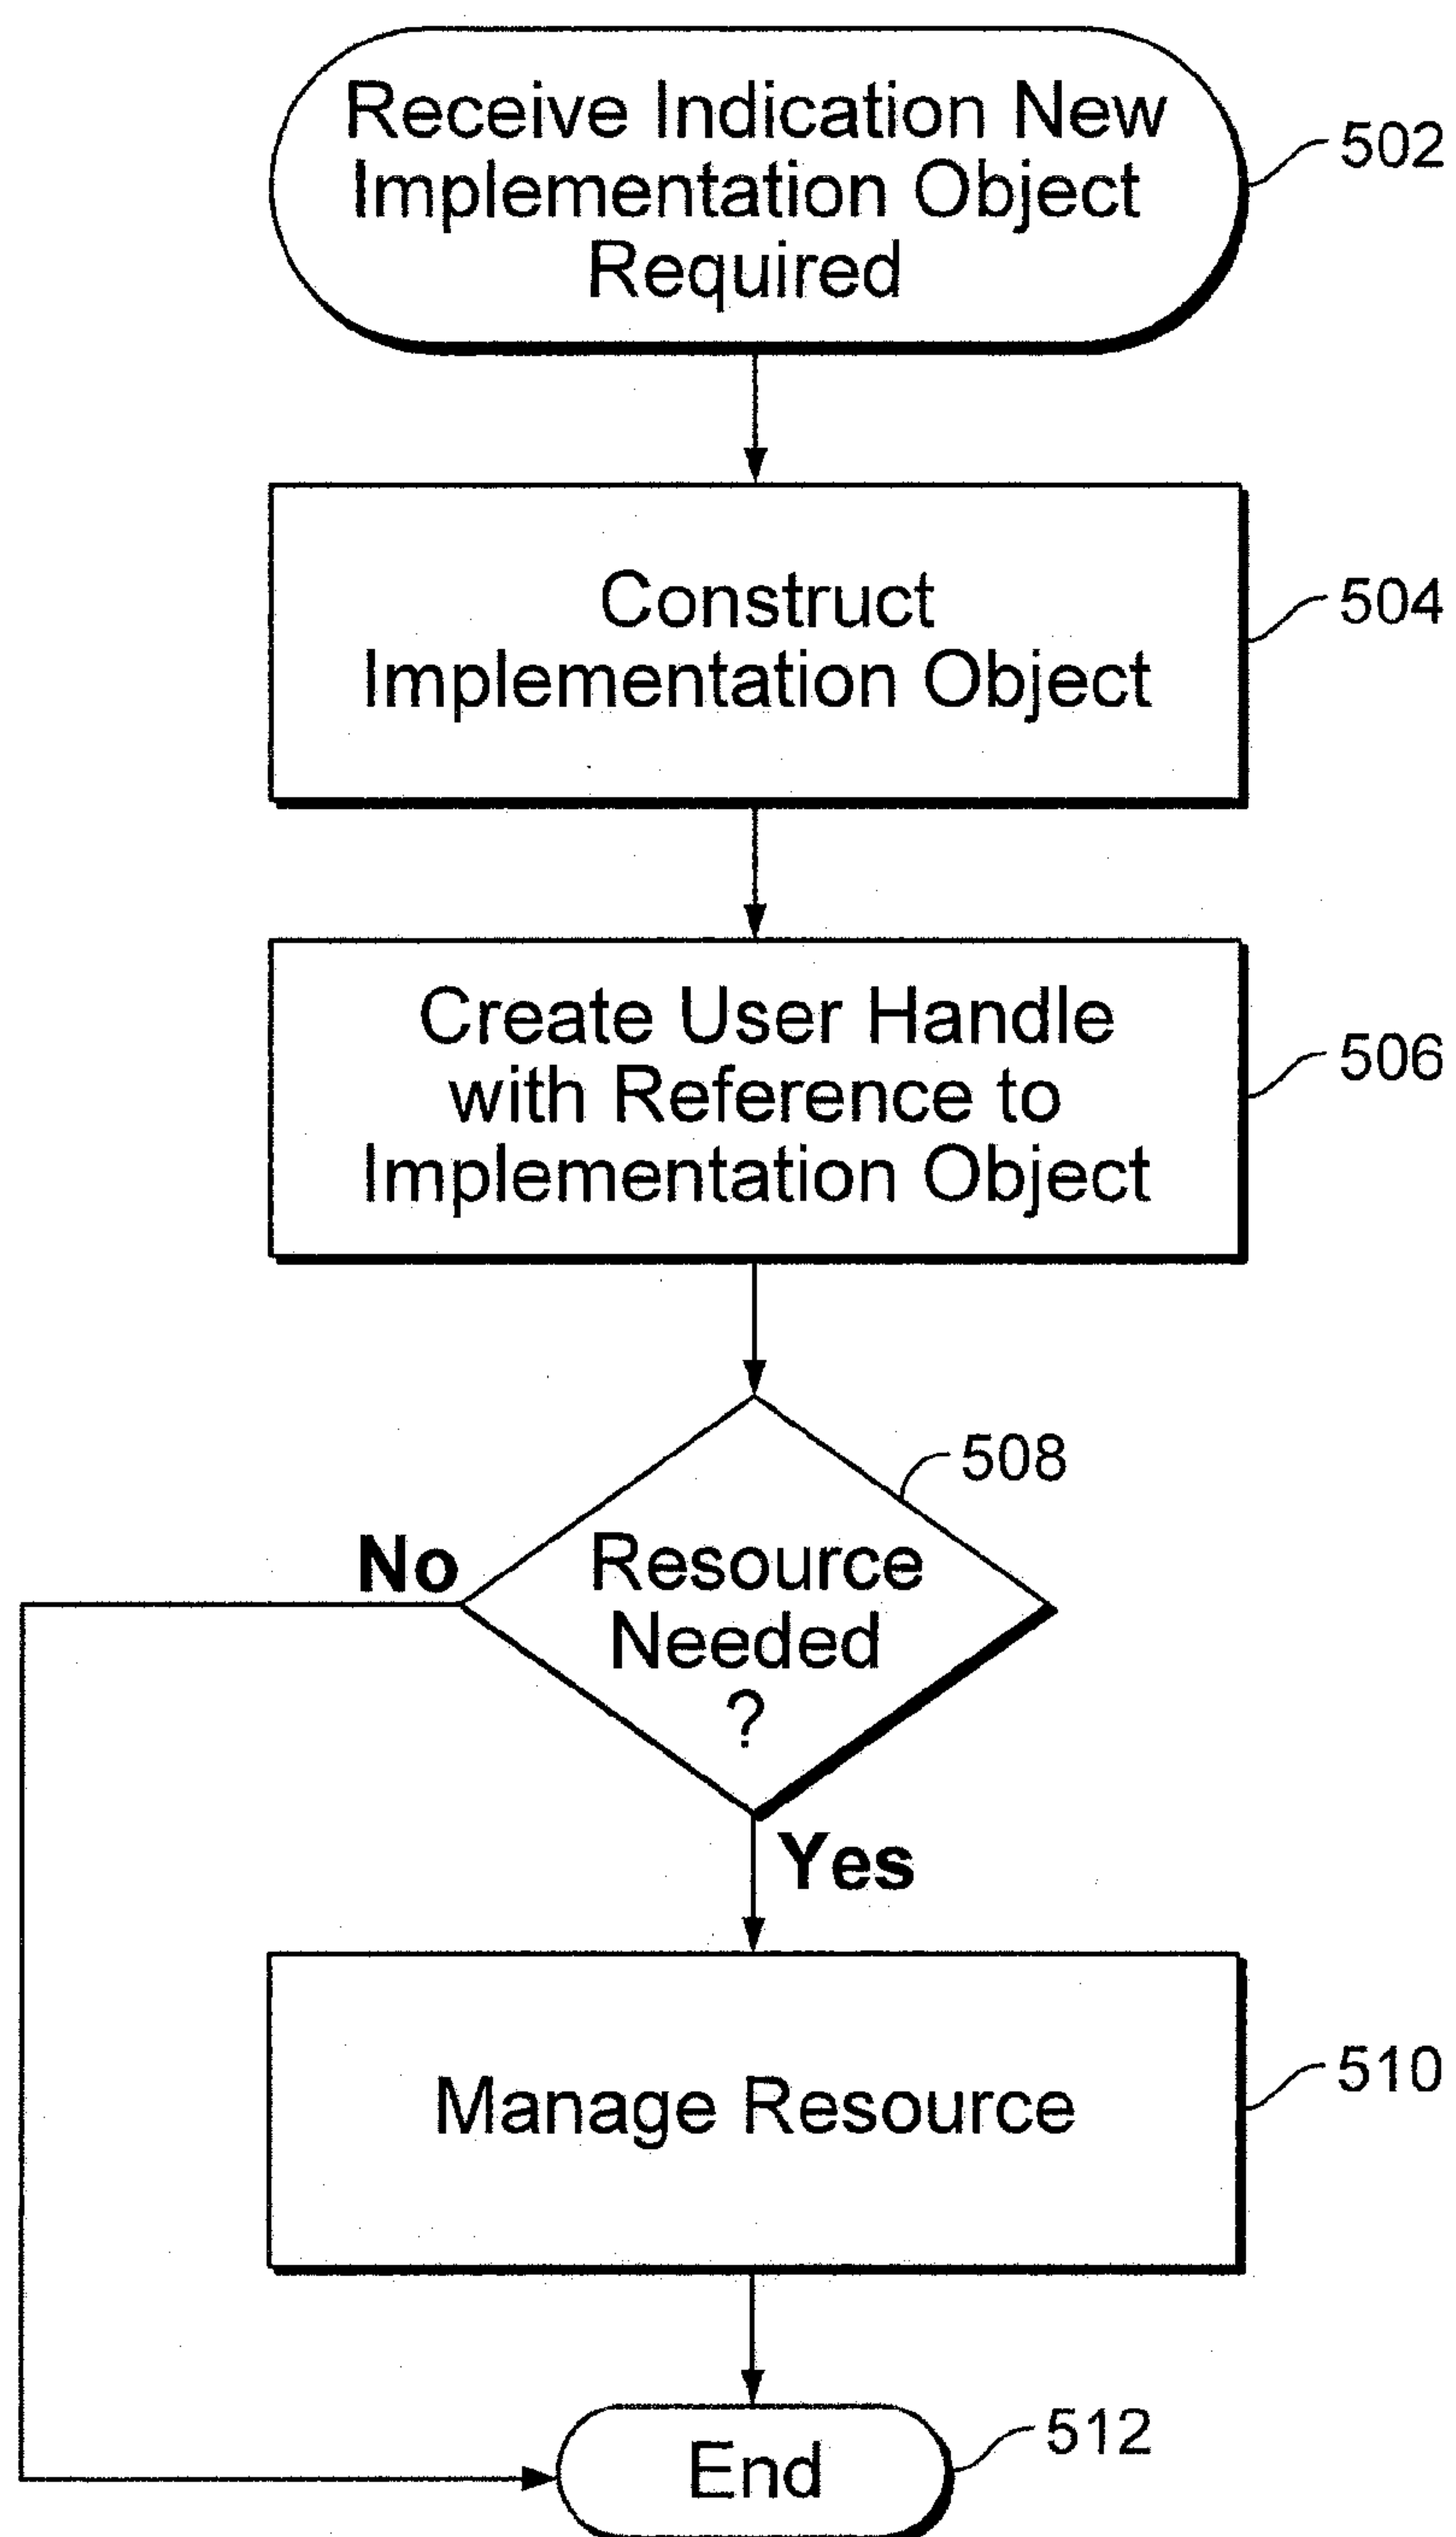 Receive Indication New
Implementation Object
Required
502
Construct
Implementation Object
504
Create User Handle
with Reference to
Implementation Object
506
508
Resource
Needed
?
No
Yes
Manage Resource
510
End
512